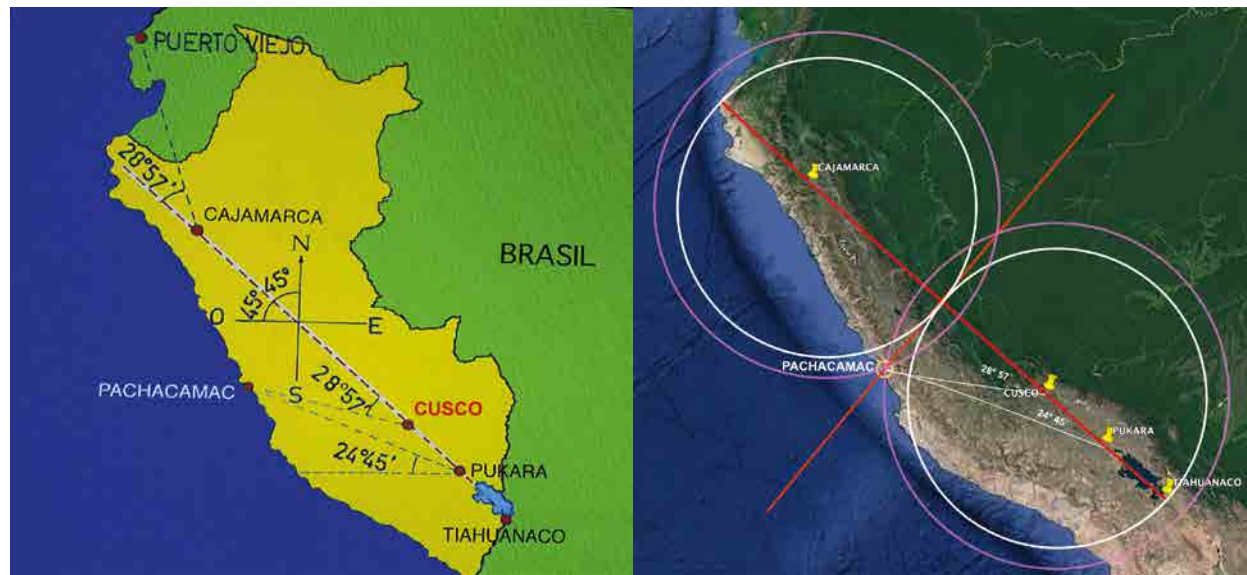 PUERTO VIEJO
28°57'
CAJAMARCA
N
45° 45°
O
E
BRASIL
S
PACHACAMAC
28°57'
CUSCO
24°45'
PUKARA
TIAHUANACO
CAJAMARCA
PACHACAMAC
28° 57'
CUSCO
24° 45'
PUKARA
TIAHUANACO